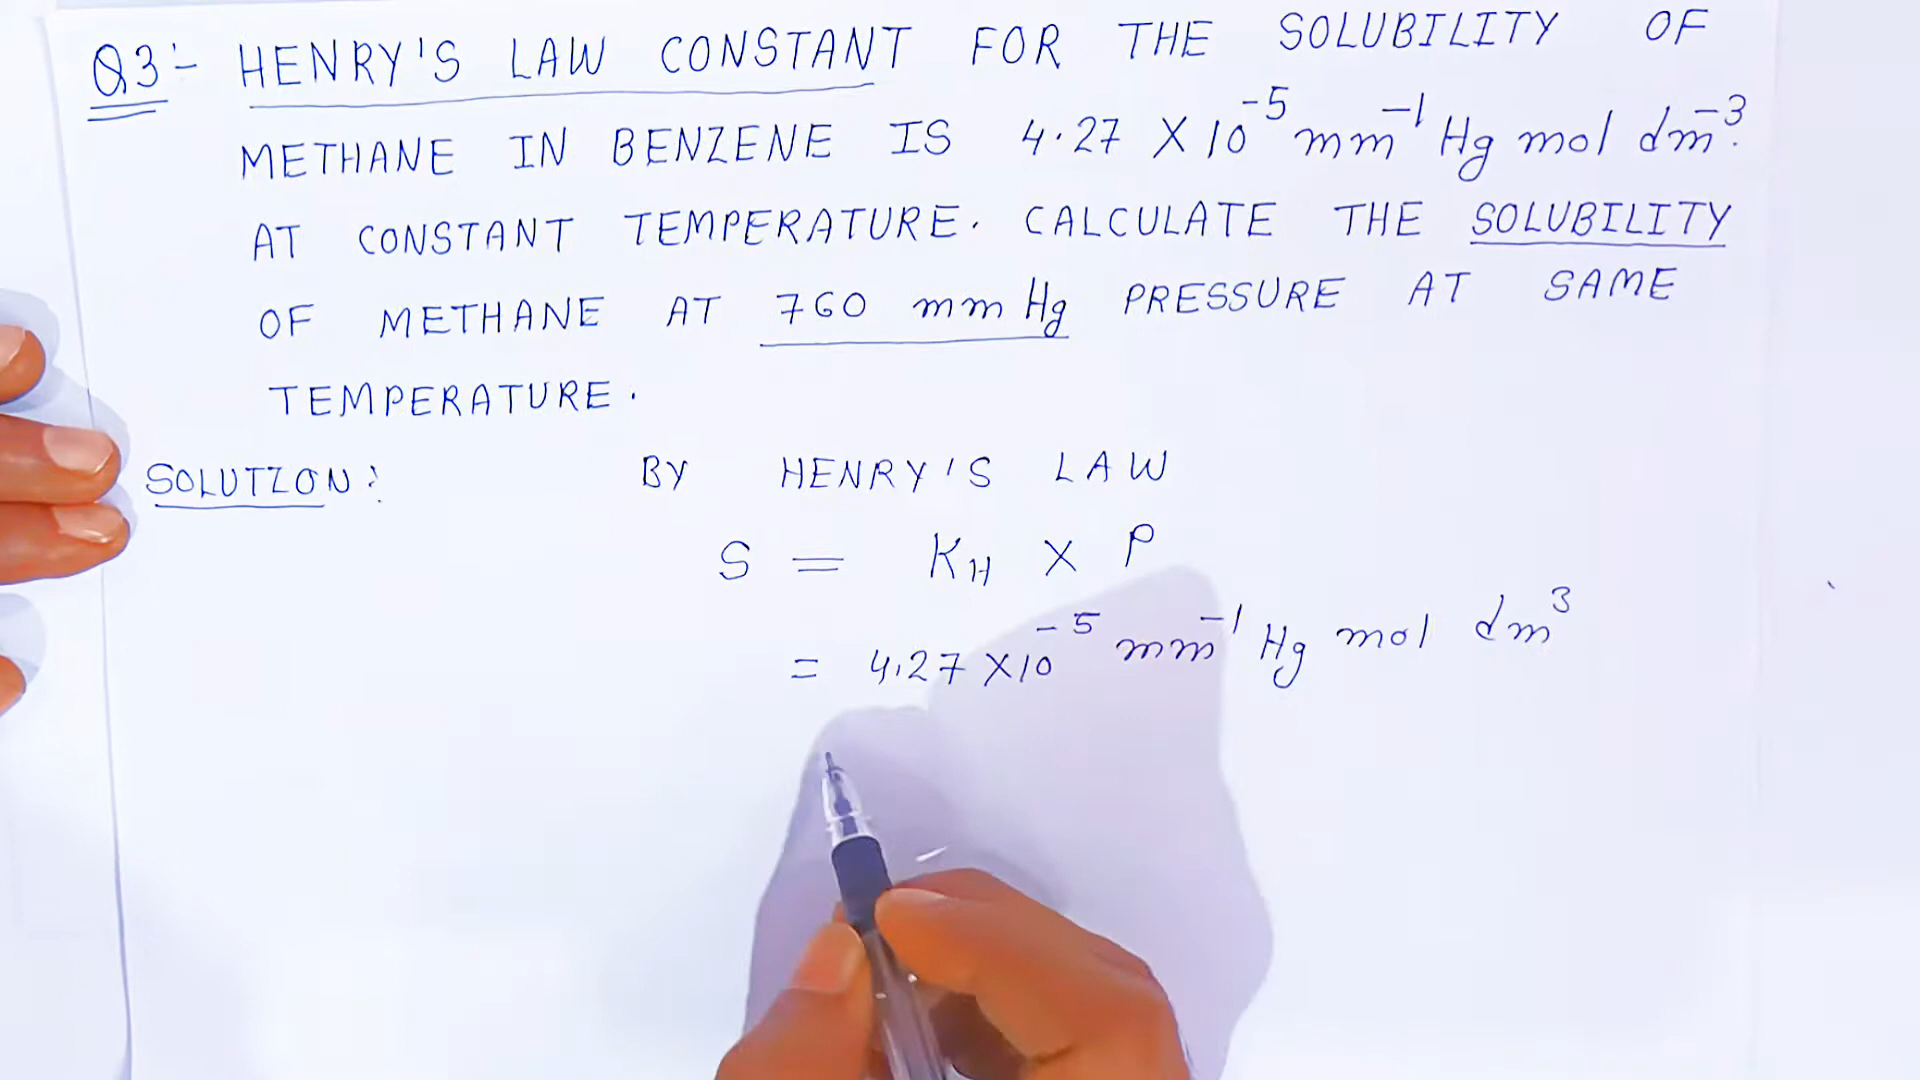 Q3:- HENRY'S LAW CONSTANT FOR THE SOLUBILITY OF
METHANE IN BENZENE IS 4.27 X 10⁻⁵ mm⁻¹ Hg mol dm⁻³.
AT CONSTANT TEMPERATURE. CALCULATE THE SOLUBILITY
OF METHANE AT 760 mm Hg PRESSURE AT SAME
TEMPERATURE.
SOLUTION: BY HENRY'S LAW
S = KH X P
= 4.27 X 10⁻⁵ mm⁻¹ Hg mol dm³